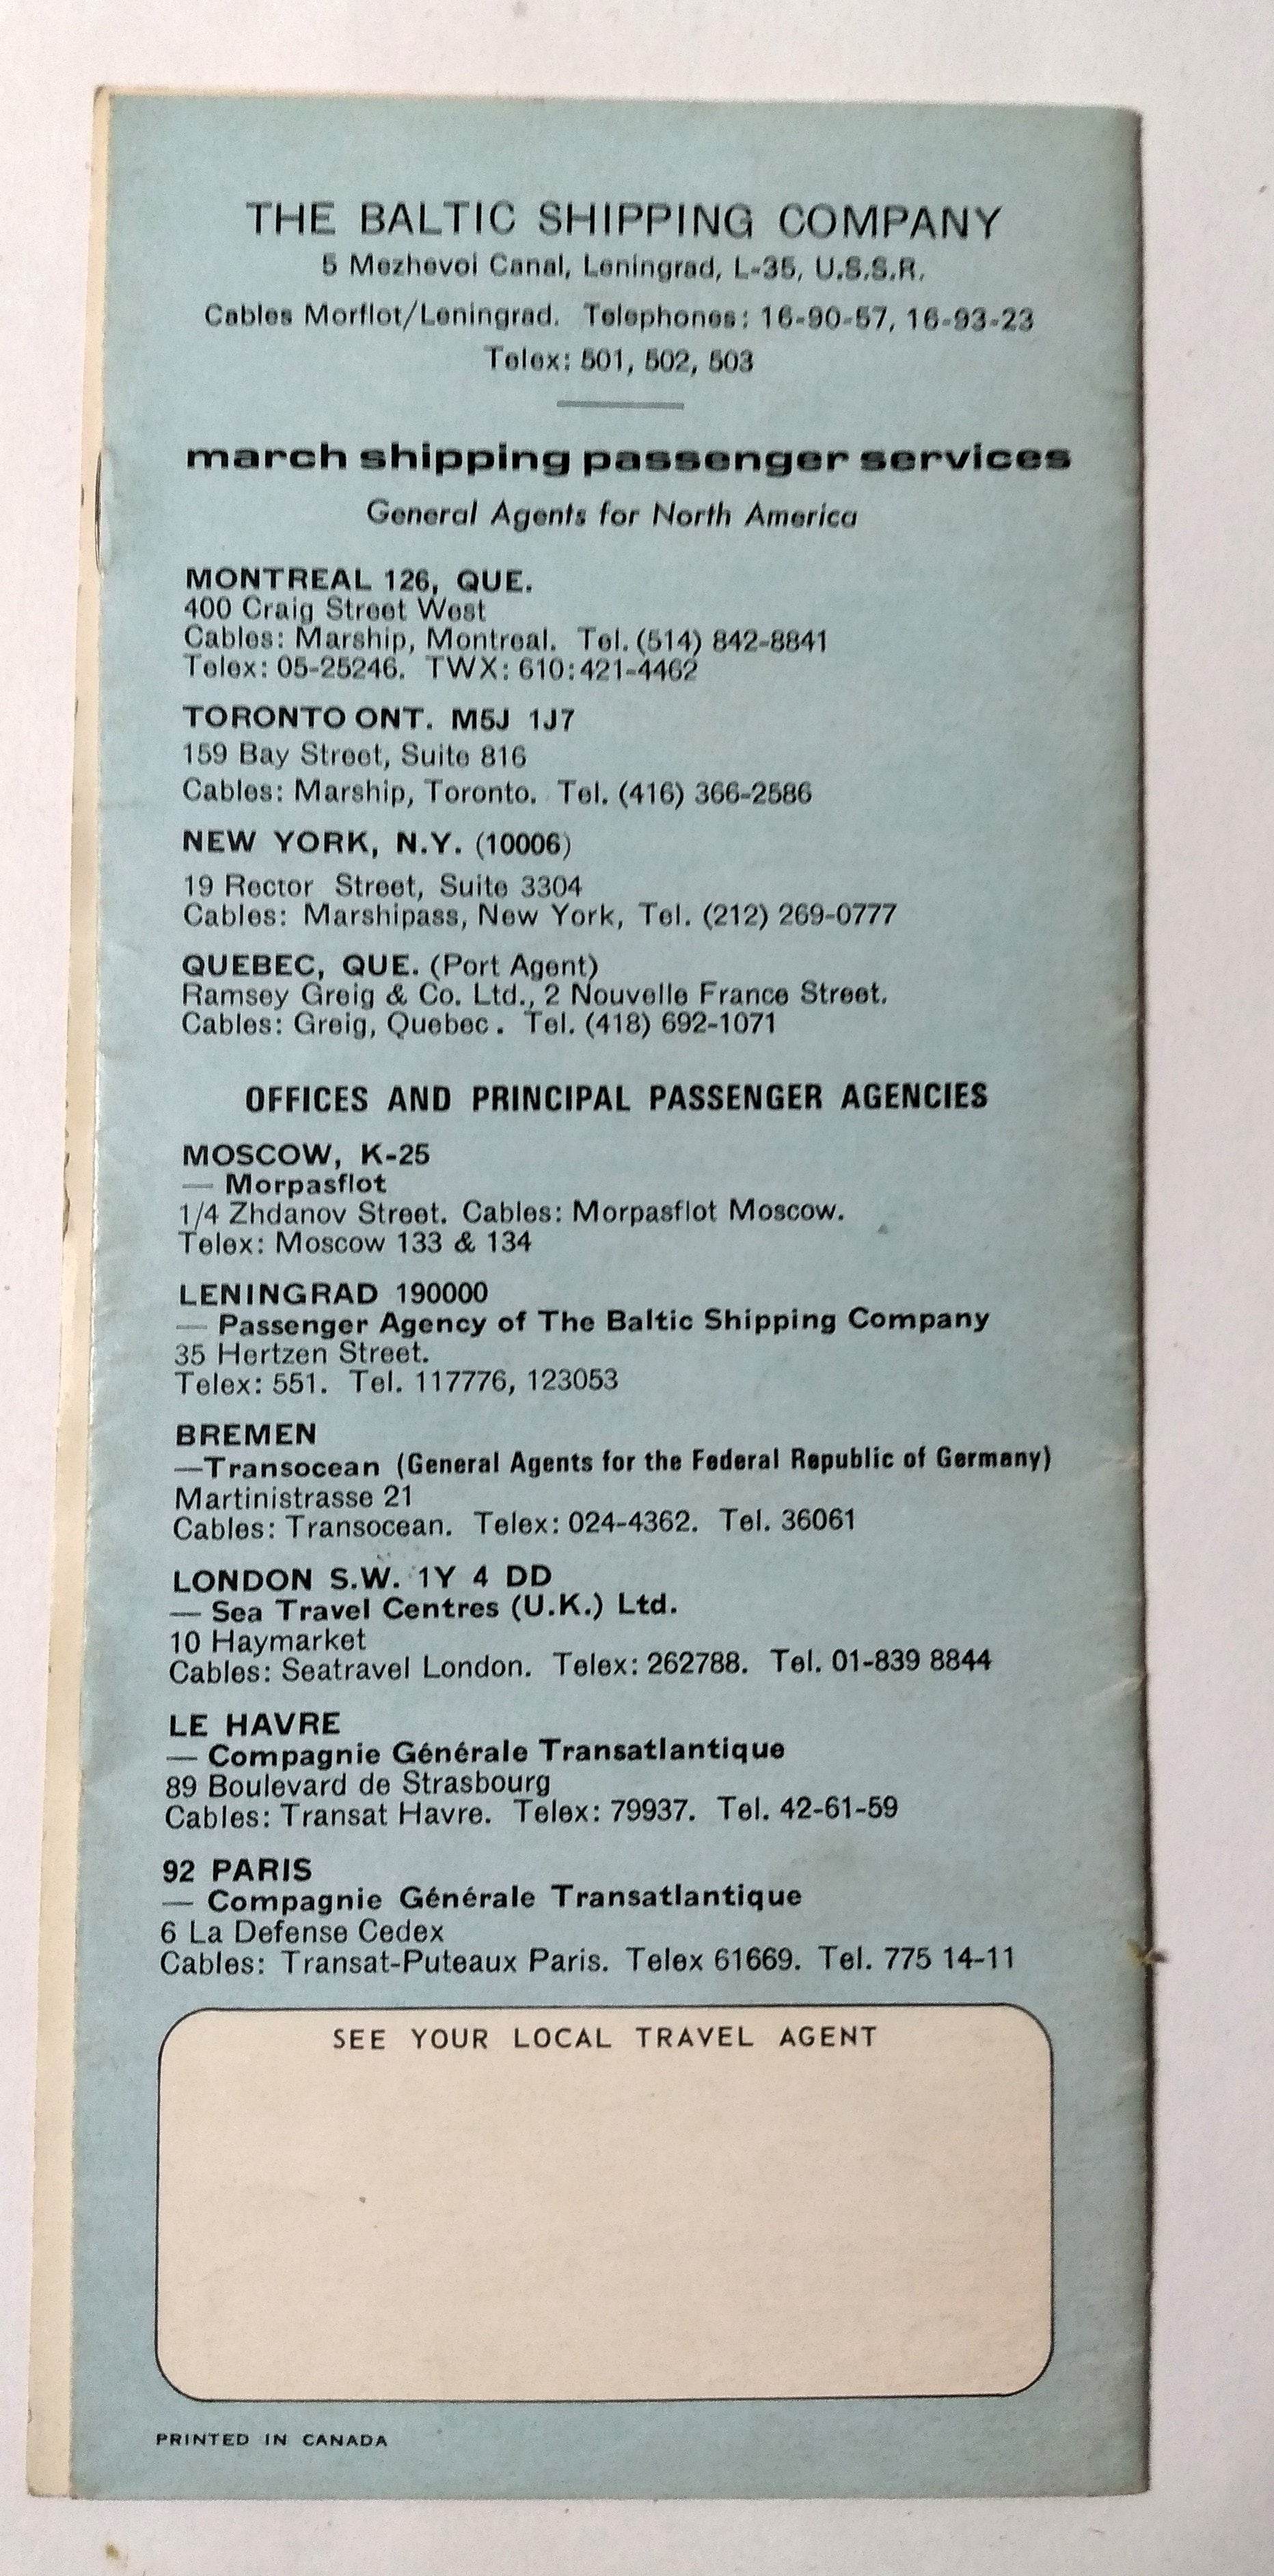 THE BALTIC SHIPPING COMPANY
5 Mezhevoi Canal, Leningrad, L-35, U.S.S.R.
Cables Morflot/Leningrad. Telephones: 16-90-57, 16-93-23
Telex: 501, 502, 503
march shipping passenger services
General Agents for North America
MONTREAL 126, QUE.
400 Craig Street West
Cables: Marship, Montreal. Tel. (514) 842-8841
Telex: 05-25246. TWX: 610:421-4462
TORONTO ONT. M5J 1J7
159 Bay Street, Suite 816
Cables: Marship, Toronto. Tel. (416) 366-2586
NEW YORK, N.Y. (10006)
19 Rector Street, Suite 3304
Cables: Marshipass, New York, Tel. (212) 269-0777
QUEBEC, QUE. (Port Agent)
Ramsey Greig & Co. Ltd., 2 Nouvelle France Street.
Cables: Greig, Quebec. Tel. (418) 692-1071
OFFICES AND PRINCIPAL PASSENGER AGENCIES
MOSCOW, K-25
— Morpasflot
1/4 Zhdanov Street. Cables: Morpasflot Moscow.
Telex: Moscow 133 & 134
LENINGRAD 190000
— Passenger Agency of The Baltic Shipping Company
35 Hertzen Street.
Telex: 551. Tel. 117776, 123053
BREMEN
—Transocean (General Agents for the Federal Republic of Germany)
Martinistrasse 21
Cables: Transocean. Telex: 024-4362. Tel. 36061
LONDON S.W. 1Y 4 DD
— Sea Travel Centres (U.K.) Ltd.
10 Haymarket
Cables: Seatravel London. Telex: 262788. Tel. 01-839 8844
LE HAVRE
— Compagnie Générale Transatlantique
89 Boulevard de Strasbourg
Cables: Transat Havre. Telex: 79937. Tel. 42-61-59
92 PARIS
— Compagnie Générale Transatlantique
6 La Defense Cedex
Cables: Transat-Puteaux Paris. Telex 61669. Tel. 775 14-11
SEE YOUR LOCAL TRAVEL AGENT
PRINTED IN CANADA